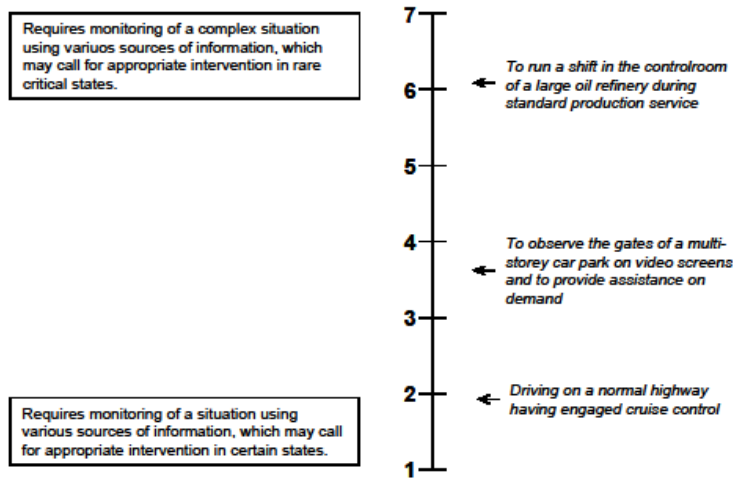 Requires monitoring of a complex situation
using variuos sources of information, which
may call for appropriate intervention in rare
critical states.
7
6
To run a shift in the controlroom
of a large oil refinery during
standard production service
5
4
To observe the gates of a multi-
storey car park on video screens
and to provide assistance on
demand
3
2
Driving on a normal highway
having engaged cruise control
Requires monitoring of a situation using
various sources of information, which may call
for appropriate intervention in certain states.
1